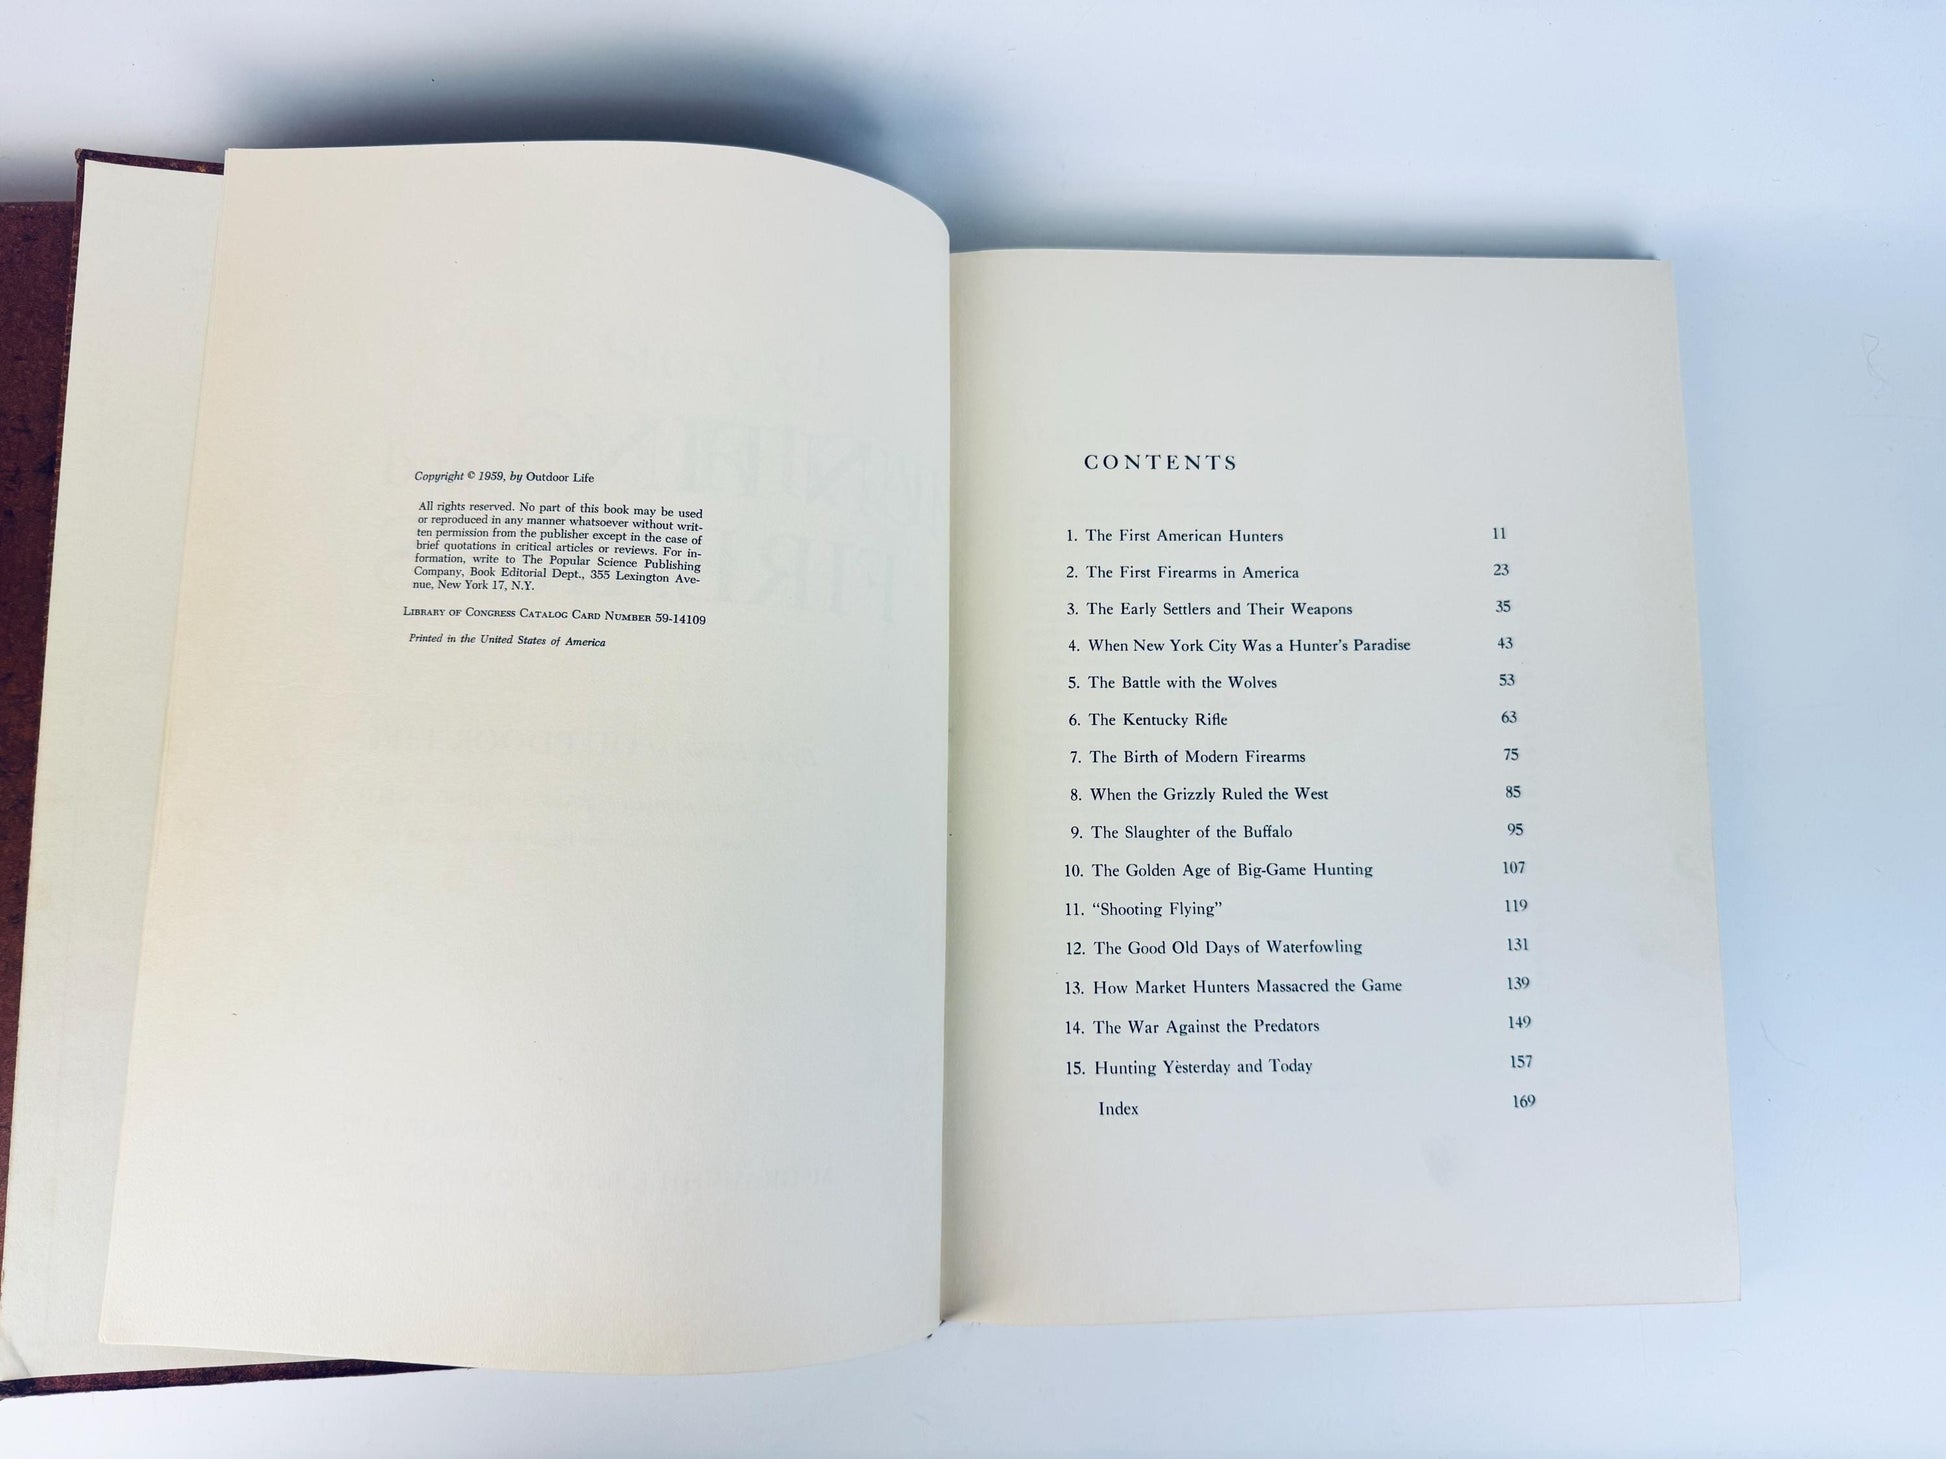 Copyright © 1959, by Outdoor Life
All rights reserved. No part of this book may be used
or reproduced in any manner whatsoever without writ-
ten permission from the publisher except in the case of
brief quotations in critical articles or reviews. For in-
formation, write to The Popular Science Publishing
Company, Book Editorial Dept., 355 Lexington Ave-
nue, New York 17, N.Y.
Library of Congress Catalog Card Number 59-14109
Printed in the United States of America
CONTENTS
1. The First American Hunters 11
2. The First Firearms in America 23
3. The Early Settlers and Their Weapons 35
4. When New York City Was a Hunter's Paradise 43
5. The Battle with the Wolves 53
6. The Kentucky Rifle 63
7. The Birth of Modern Firearms 75
8. When the Grizzly Ruled the West 85
9. The Slaughter of the Buffalo 95
10. The Golden Age of Big-Game Hunting 107
11. “Shooting Flying” 119
12. The Good Old Days of Waterfowling 131
13. How Market Hunters Massacred the Game 139
14. The War Against the Predators 149
15. Hunting Yesterday and Today 157
Index 169